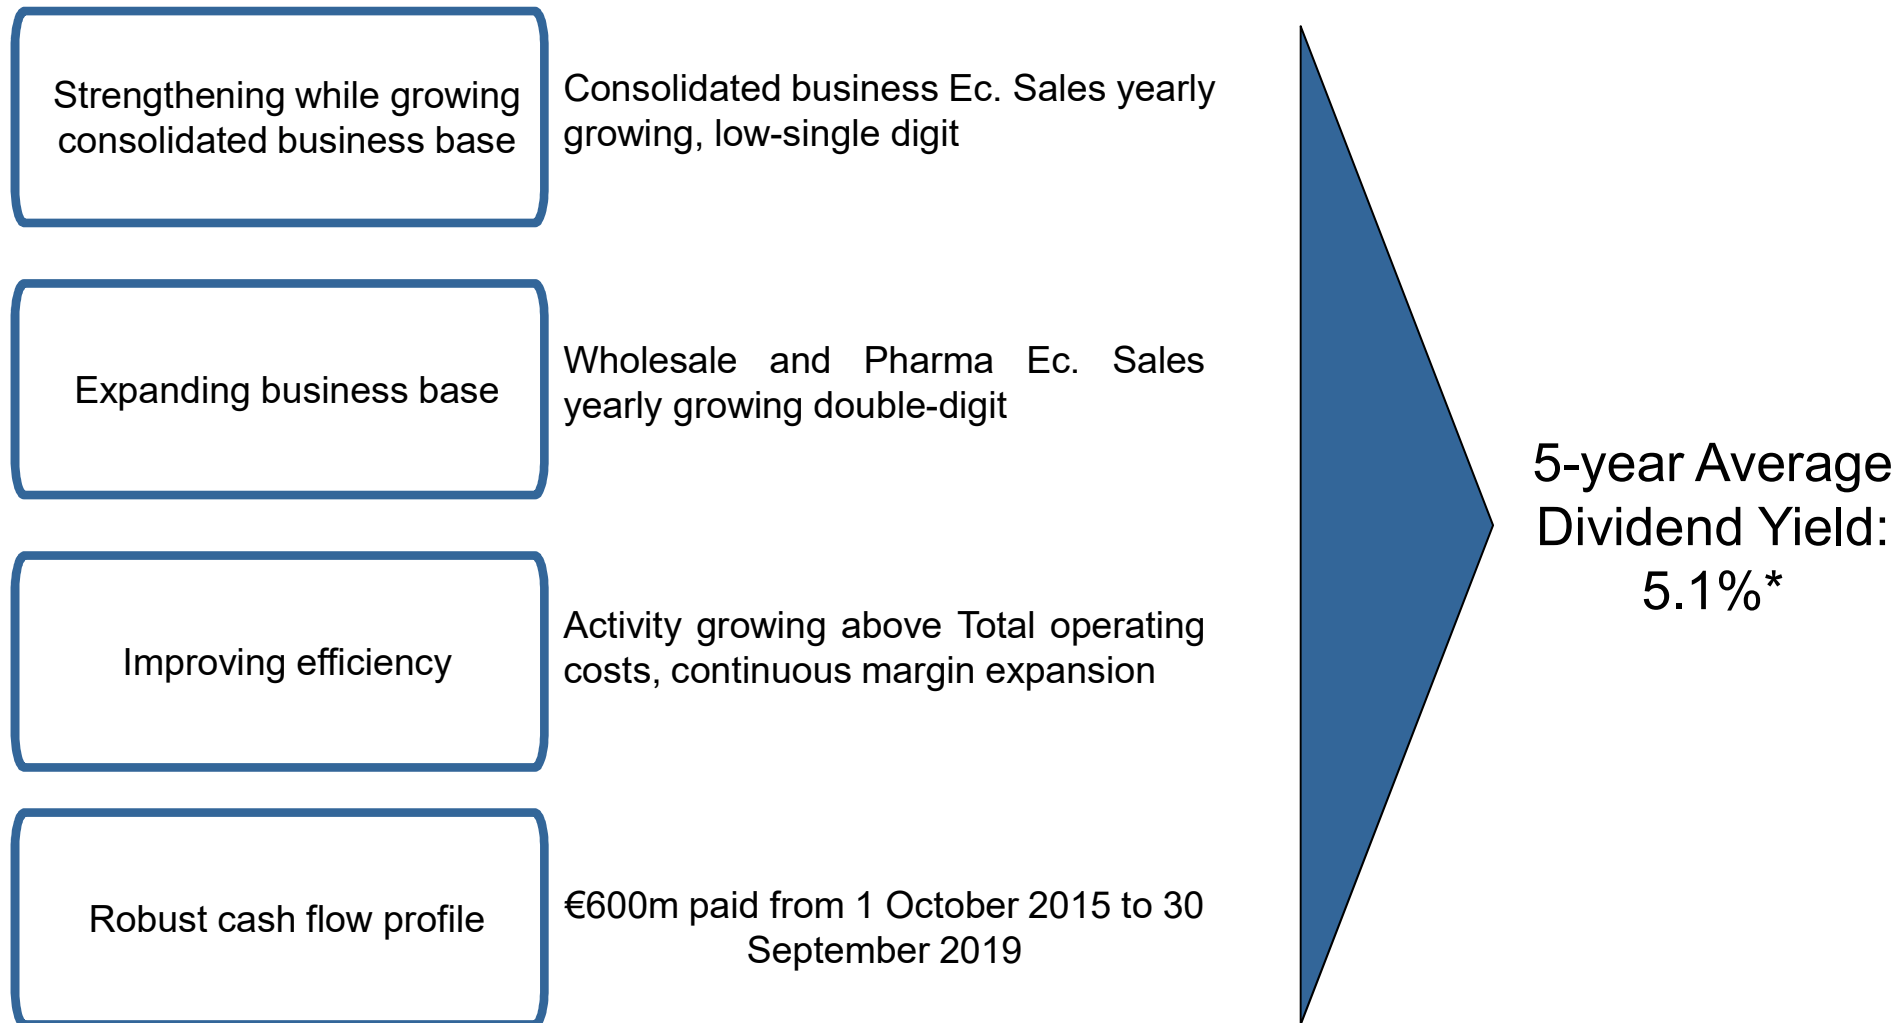 Strengthening while growing
consolidated business base
Consolidated business Ec. Sales yearly
growing, low-single digit
Expanding business base
Wholesale and Pharma Ec. Sales
yearly growing double-digit
Improving efficiency
Activity growing above Total operating
costs, continuous margin expansion
Robust cash flow profile
€600m paid from 1 October 2015 to 30
September 2019
5-year Average
Dividend Yield:
5.1%*